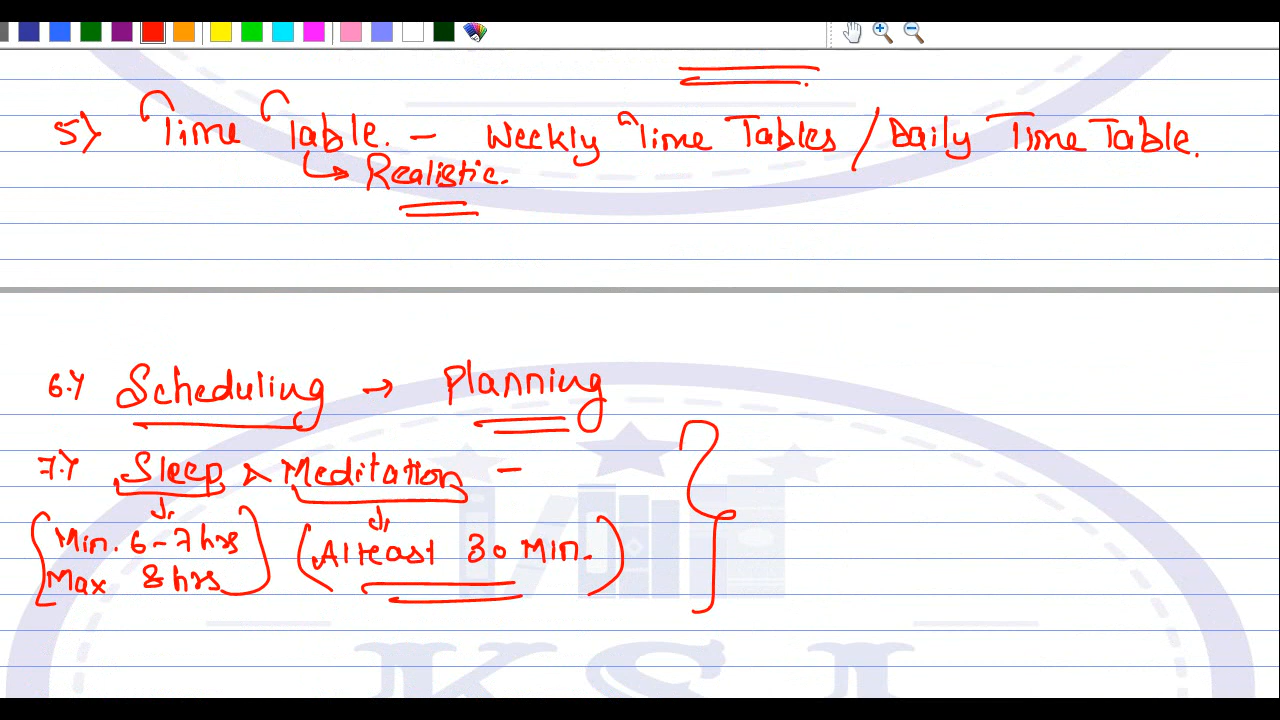 5) Time Table. - Weekly Time Tables / Daily Time Table.
↳ Realistic.
6.) Scheduling → Planning
7.) Sleep & Meditation -
Min. 6-7 hrs
Max 8 hrs
Atleast 30 Min.
KSI